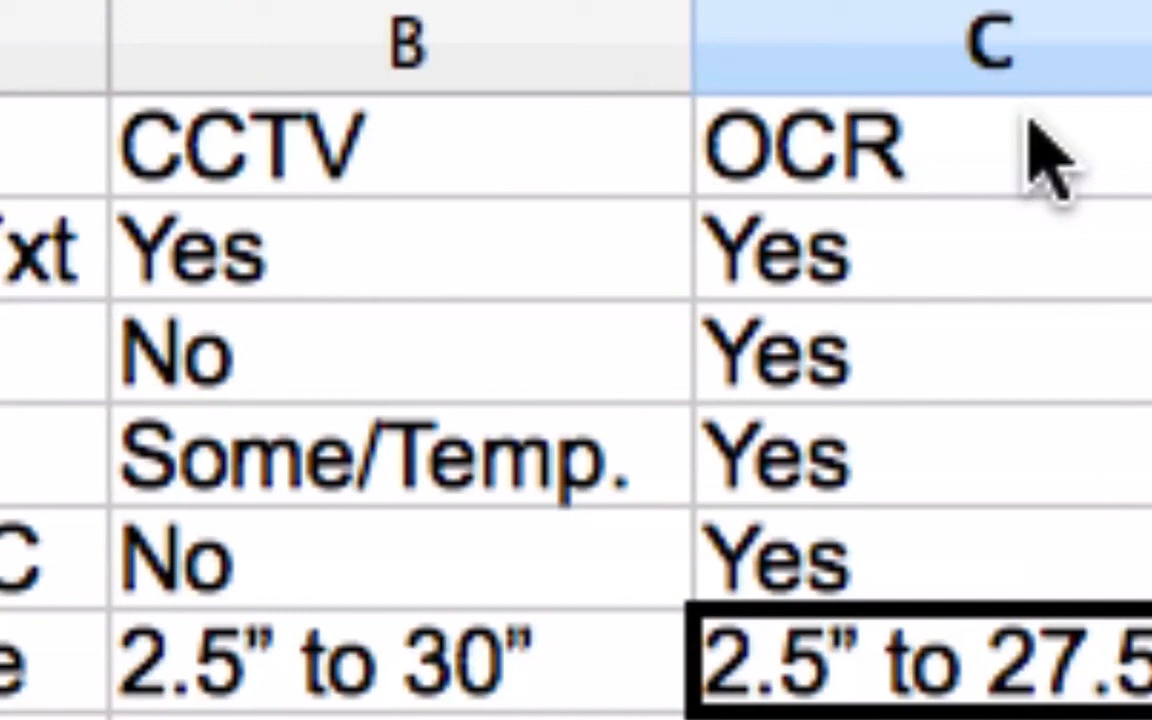 B C
CCTV OCR
xt Yes Yes
No Yes
Some/Temp. Yes
C No Yes
e 2.5” to 30” 2.5” to 27.5